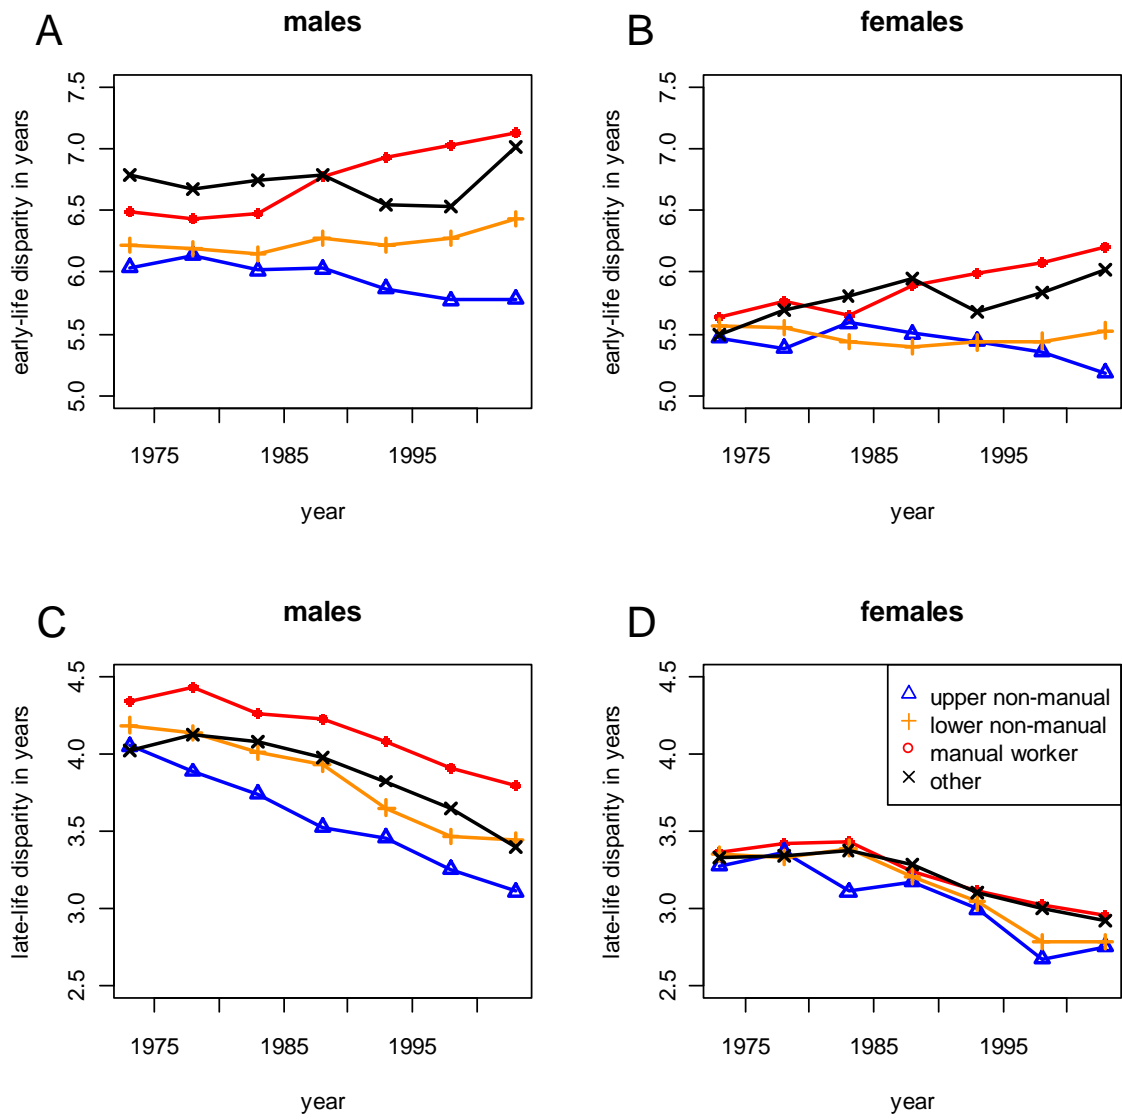 A
males
early-life disparity in years
7.5
7.0
6.5
6.0
5.5
5.0
1975
1985
1995
year
B
females
early-life disparity in years
7.5
7.0
6.5
6.0
5.5
5.0
1975
1985
1995
year
C
males
late-life disparity in years
4.5
4.0
3.5
3.0
2.5
1975
1985
1995
year
D
females
late-life disparity in years
4.5
4.0
3.5
3.0
2.5
upper non-manual
lower non-manual
manual worker
other
1975
1985
1995
year